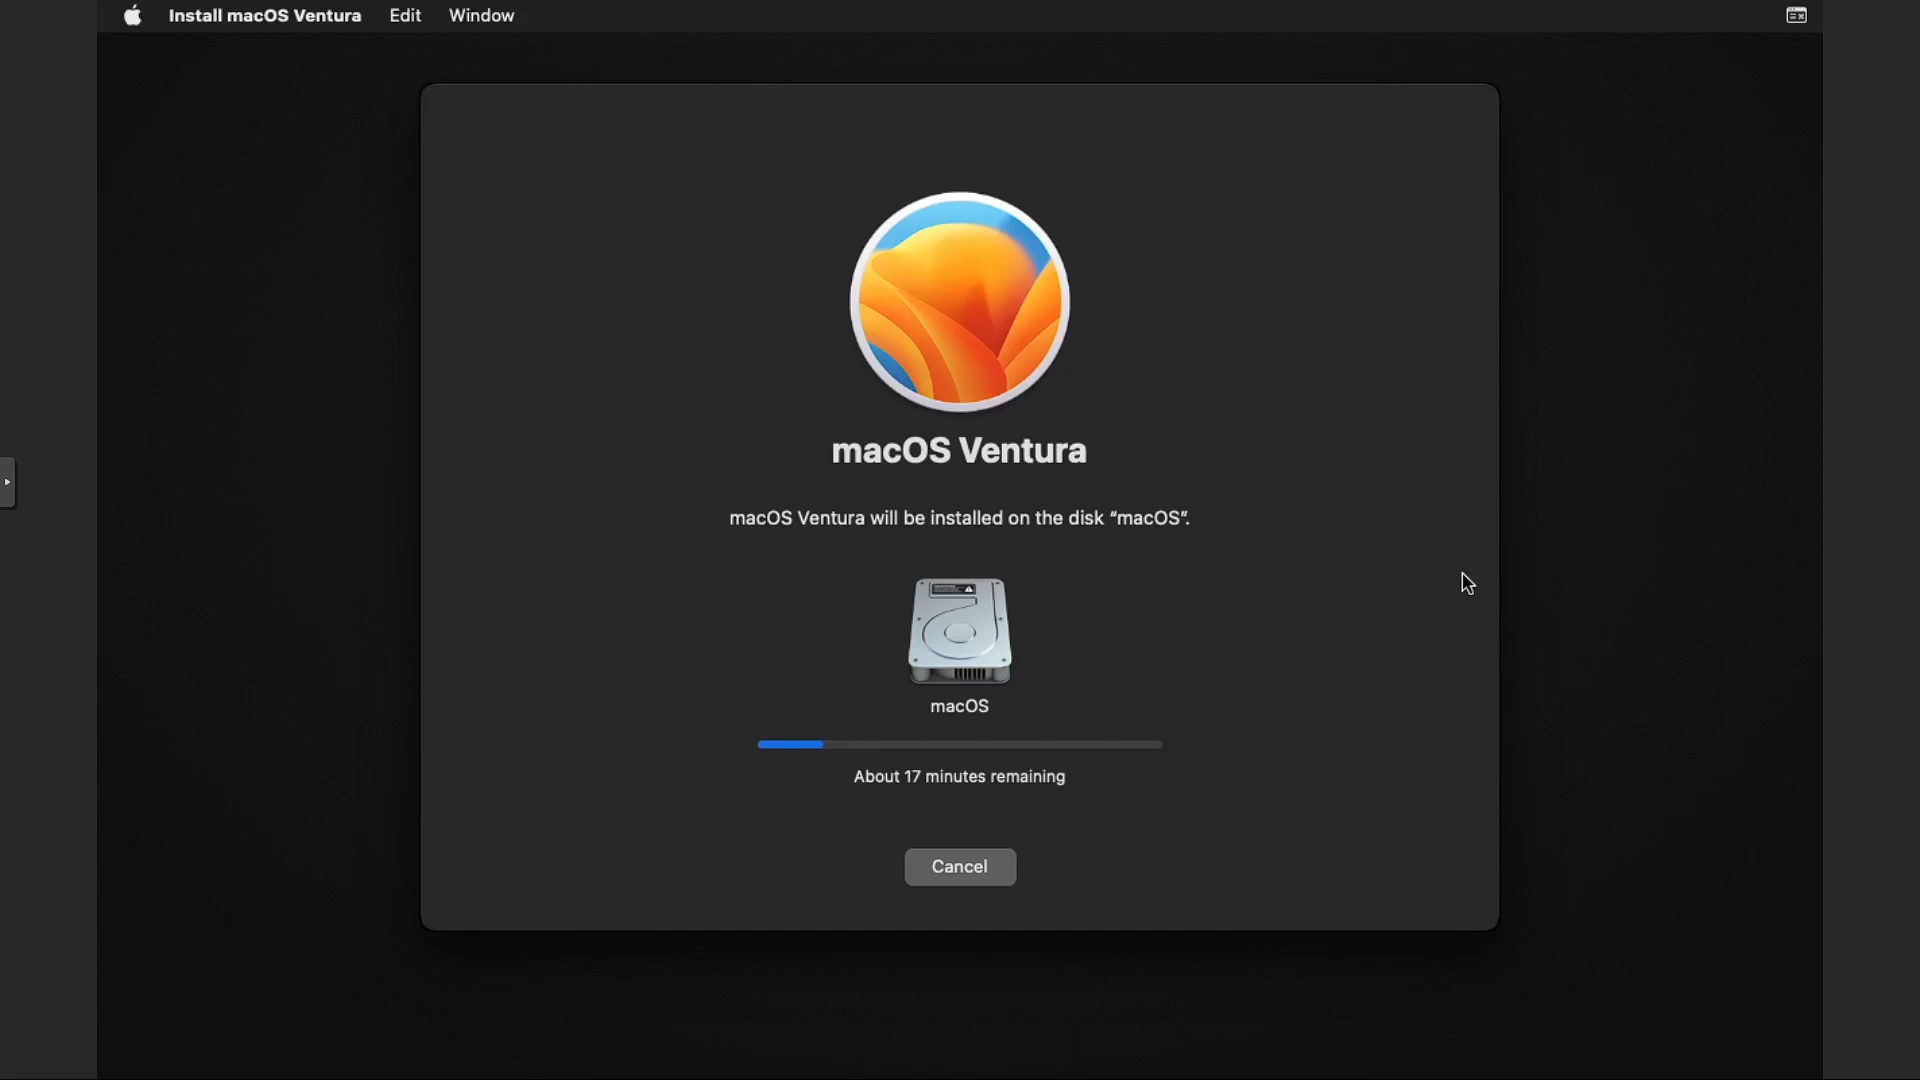 Install macOS Ventura Edit Window
macOS Ventura
macOS Ventura will be installed on the disk “macOS”.
macOS
About 17 minutes remaining
Cancel